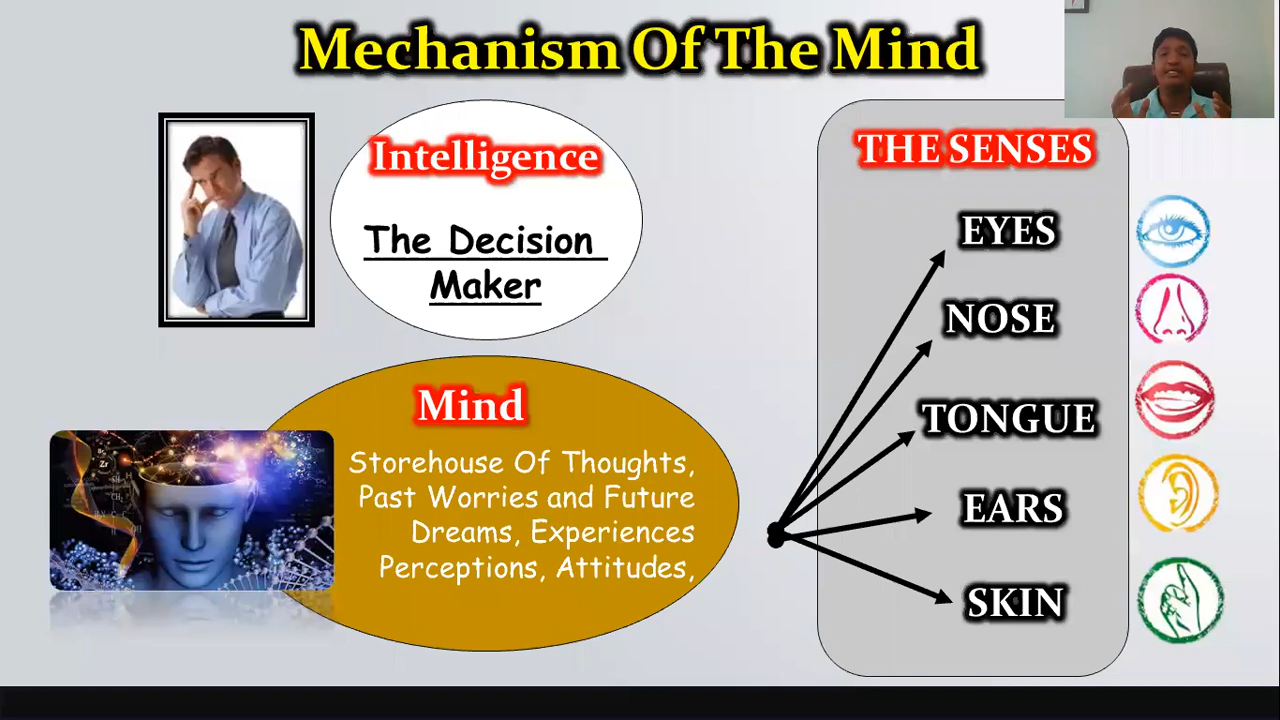 Mechanism Of The Mind
Intelligence
The Decision
Maker
Mind
Storehouse Of Thoughts,
Past Worries and Future
Dreams, Experiences
Perceptions, Attitudes,
THE SENSES
EYES
NOSE
TONGUE
EARS
SKIN
Zr